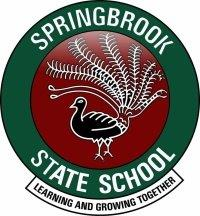 SPRINGBROOK
STATE SCHOOL
LEARNING AND GROWING TOGETHER